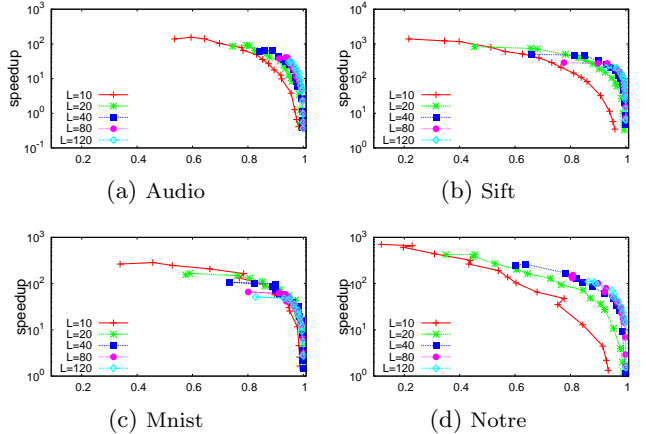 10^3
10^2
10^1
10^0
10^-1
speedup
L=10
L=20
L=40
L=80
L=120
0.2 0.4 0.6 0.8 1
(a) Audio
10^4
10^3
10^2
10^1
10^0
speedup
L=10
L=20
L=40
L=80
L=120
0.2 0.4 0.6 0.8 1
(b) Sift
10^3
10^2
10^1
10^0
speedup
L=10
L=20
L=40
L=80
L=120
0.2 0.4 0.6 0.8 1
(c) Mnist
10^3
10^2
10^1
10^0
speedup
L=10
L=20
L=40
L=80
L=120
0.2 0.4 0.6 0.8 1
(d) Notre